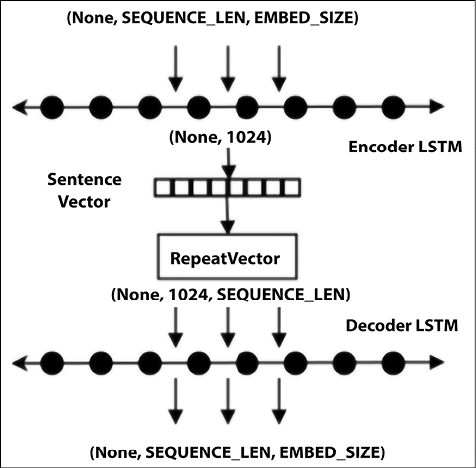 (None, SEQUENCE_LEN, EMBED_SIZE)
(None, 1024)
Encoder LSTM
Sentence
Vector
RepeatVector
(None, 1024, SEQUENCE_LEN)
Decoder LSTM
(None, SEQUENCE_LEN, EMBED_SIZE)